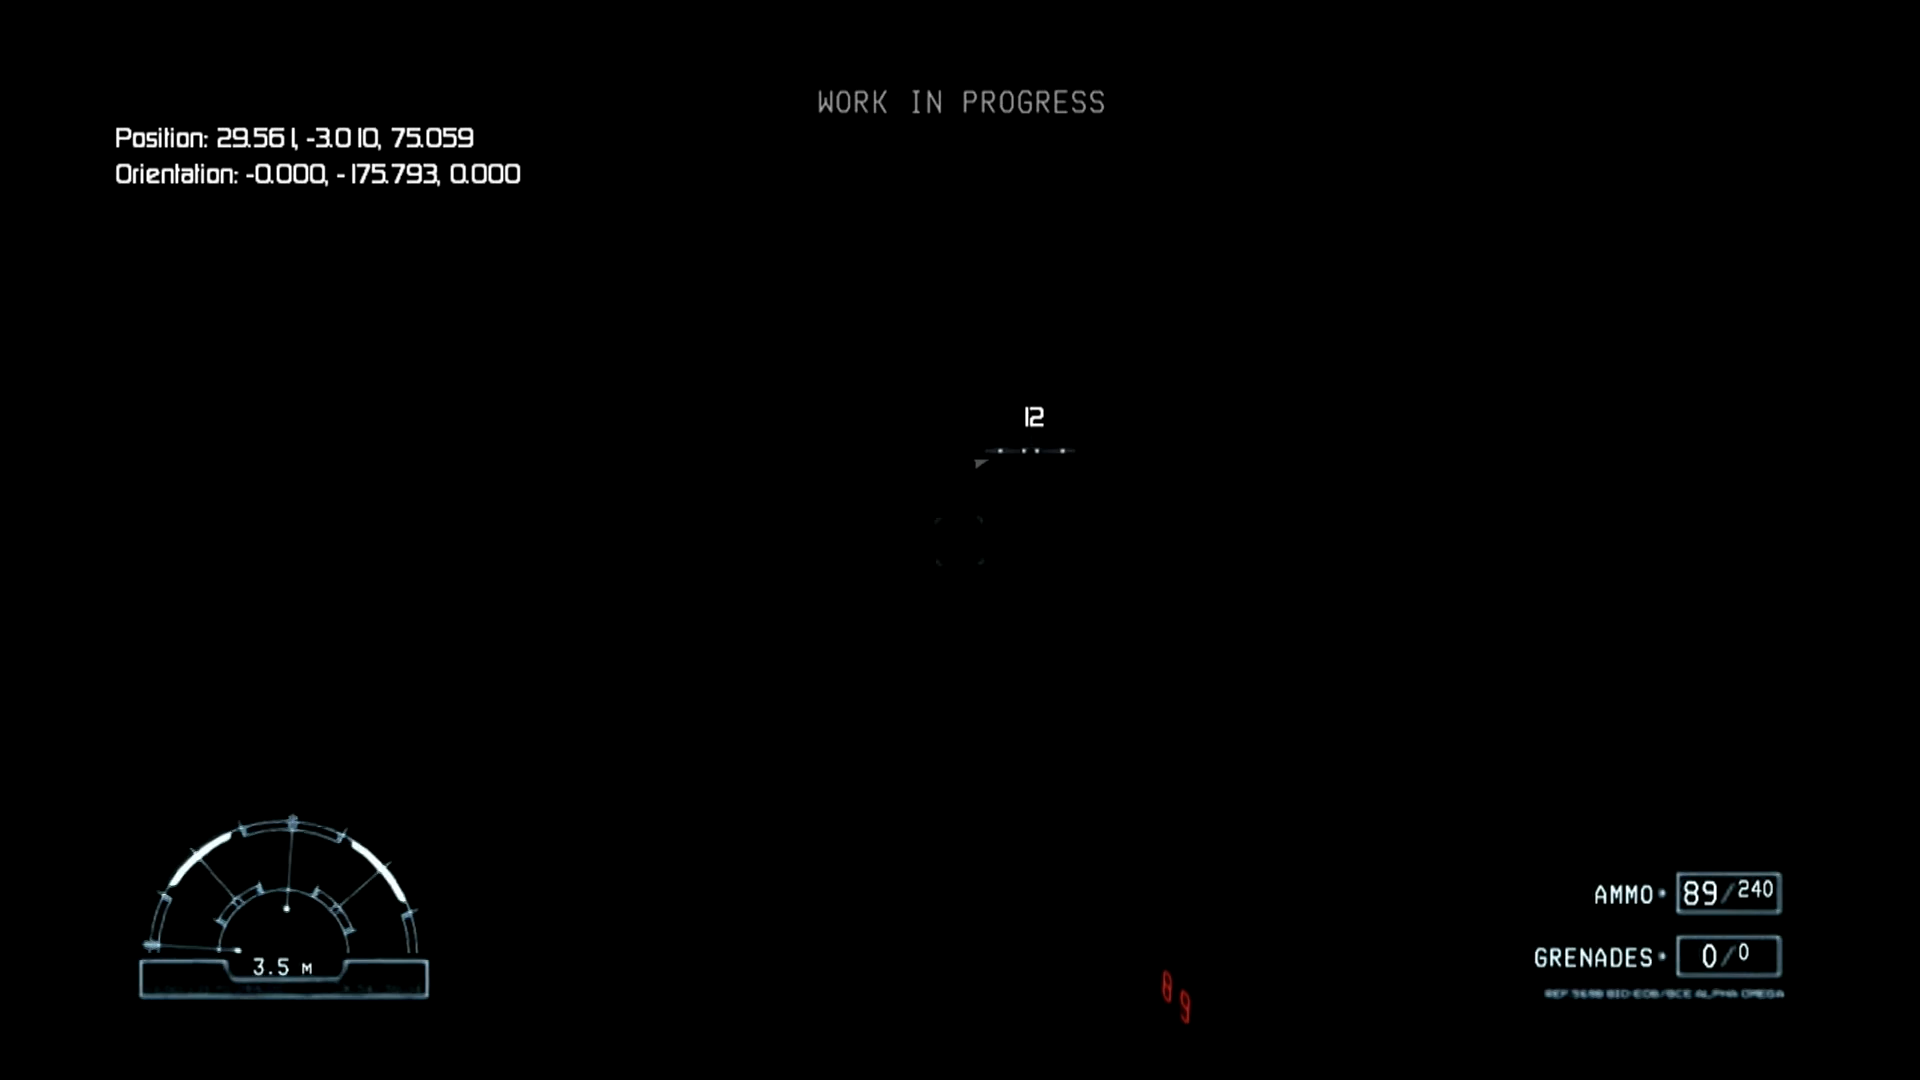 WORK IN PROGRESS
Position: 29.561, -3.010, 75.059
Orientation: -0.000, -175.793, 0.000
12
3.5 M
AMMO 89/240
GRENADES 0/0
89